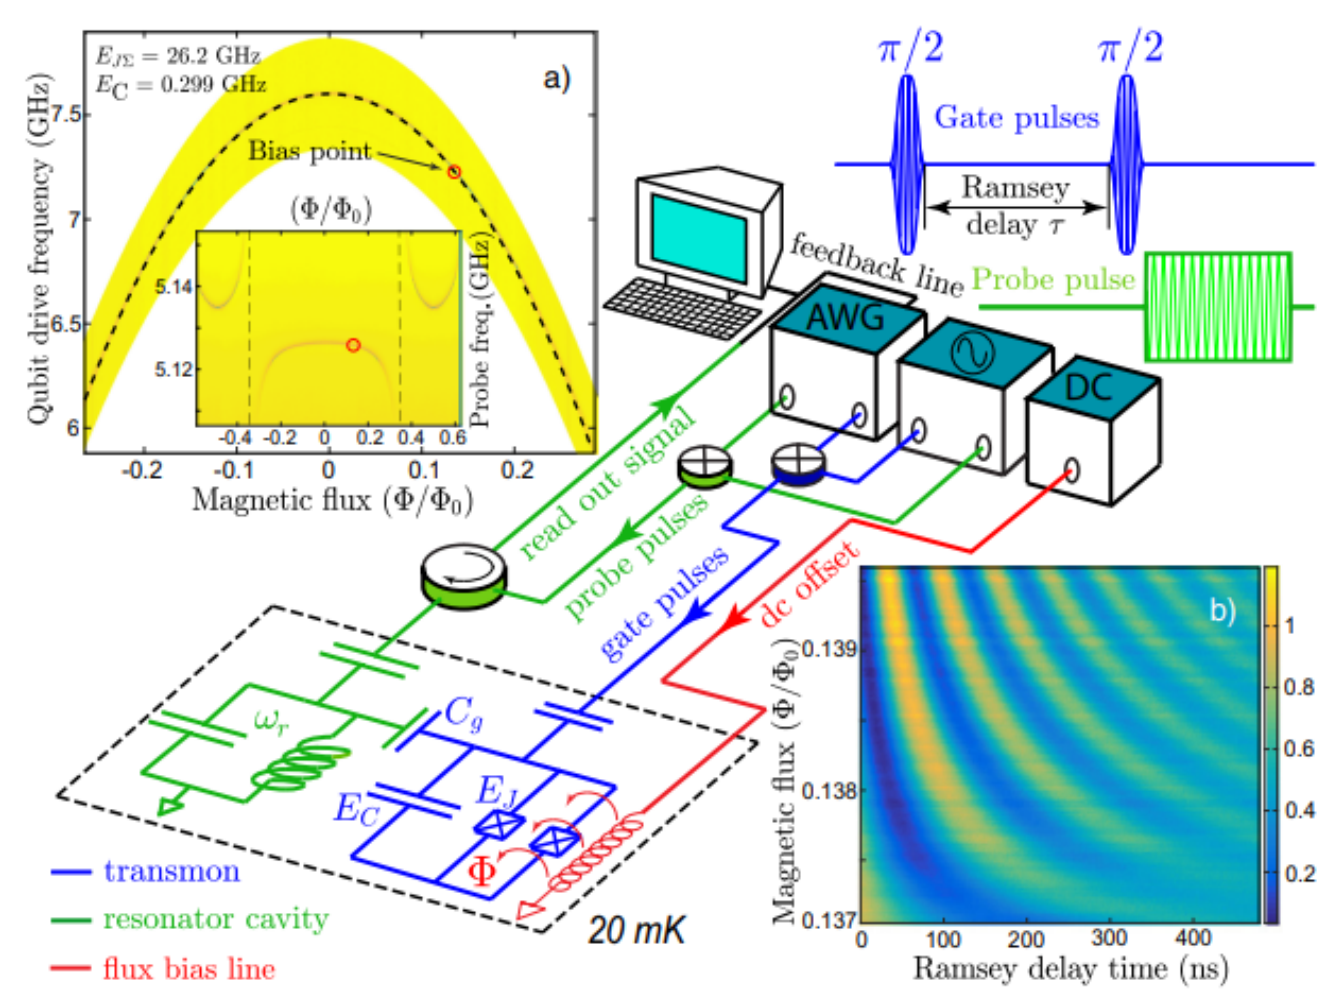 E_JΣ = 26.2 GHz
E_C = 0.299 GHz
a)
Qubit drive frequency (GHz)
7.5
7
6.5
6
Bias point
(Φ/Φ₀)
5.14
5.12
Probe freq.(GHz)
-0.4 -0.2 0 0.2 0.4 0.6
-0.2 -0.1 0 0.1 0.2
Magnetic flux (Φ/Φ₀)
π/2 π/2
Gate pulses
Ramsey
delay τ
Probe pulse
feedback line
AWG
DC
read out signal
probe pulses
gate pulses
dc offset
ω_r
C_g
E_C
E_J
Φ
20 mK
transmon
resonator cavity
flux bias line
b)
Magnetic flux (Φ/Φ₀)
0.139
0.138
0.137
0 100 200 300 400
Ramsey delay time (ns)
1
0.8
0.6
0.4
0.2